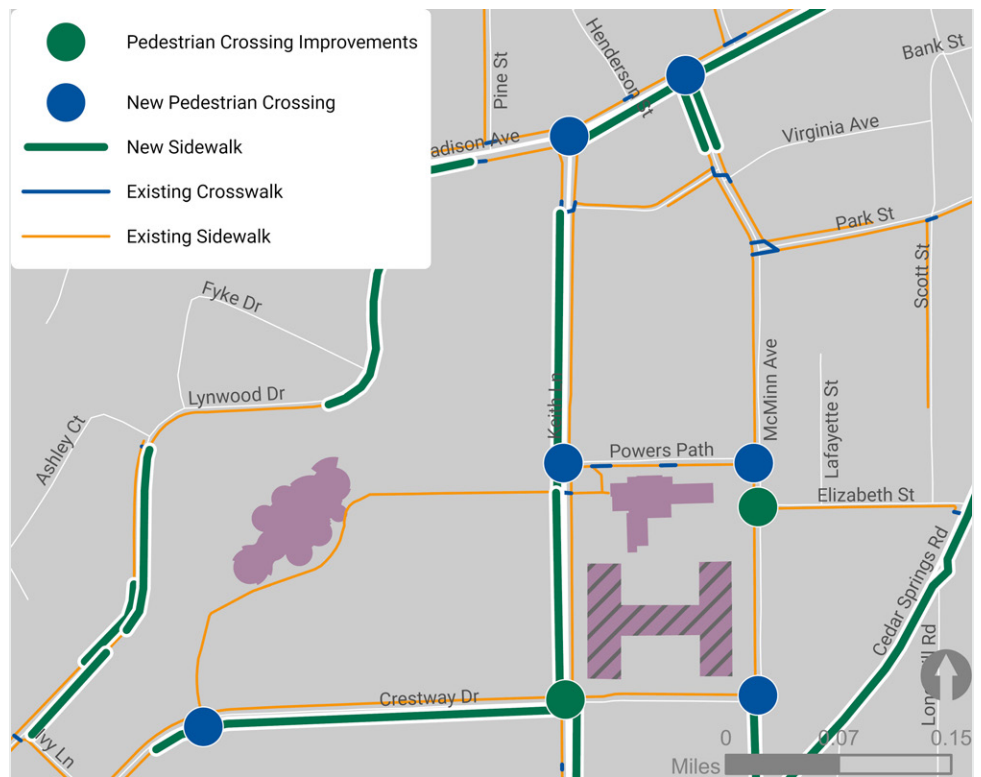 Pedestrian Crossing Improvements
New Pedestrian Crossing
New Sidewalk
Existing Crosswalk
Existing Sidewalk
Pine St
Henderson St
Bank St
adison Ave
Virginia Ave
Park St
Scott St
Fyke Dr
Lynwood Dr
Ashley Ct
Keith Ln
McMinn Ave
Lafayette St
Powers Path
Elizabeth St
Cedar Springs Rd
Crestway Dr
Ivy Ln
0 0.07 0.15
Miles